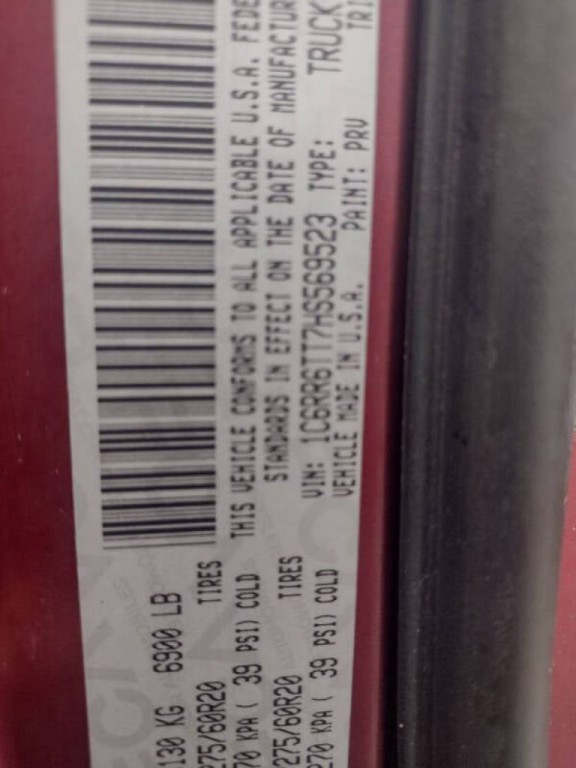 130 KG 6900 LB
275/60R20 TIRES
70 KPA ( 39 PSI) COLD
275/60R20 TIRES
270 KPA ( 39 PSI) COLD
THIS VEHICLE CONFORMS TO ALL APPLICABLE U.S.A. FEDE
STANDARDS IN EFFECT ON THE DATE OF MANUFACTUR
VIN: 1C6RR6TT7HS569523 TYPE: TRUCK
VEHICLE MADE IN U.S.A. PAINT: PRV TRI